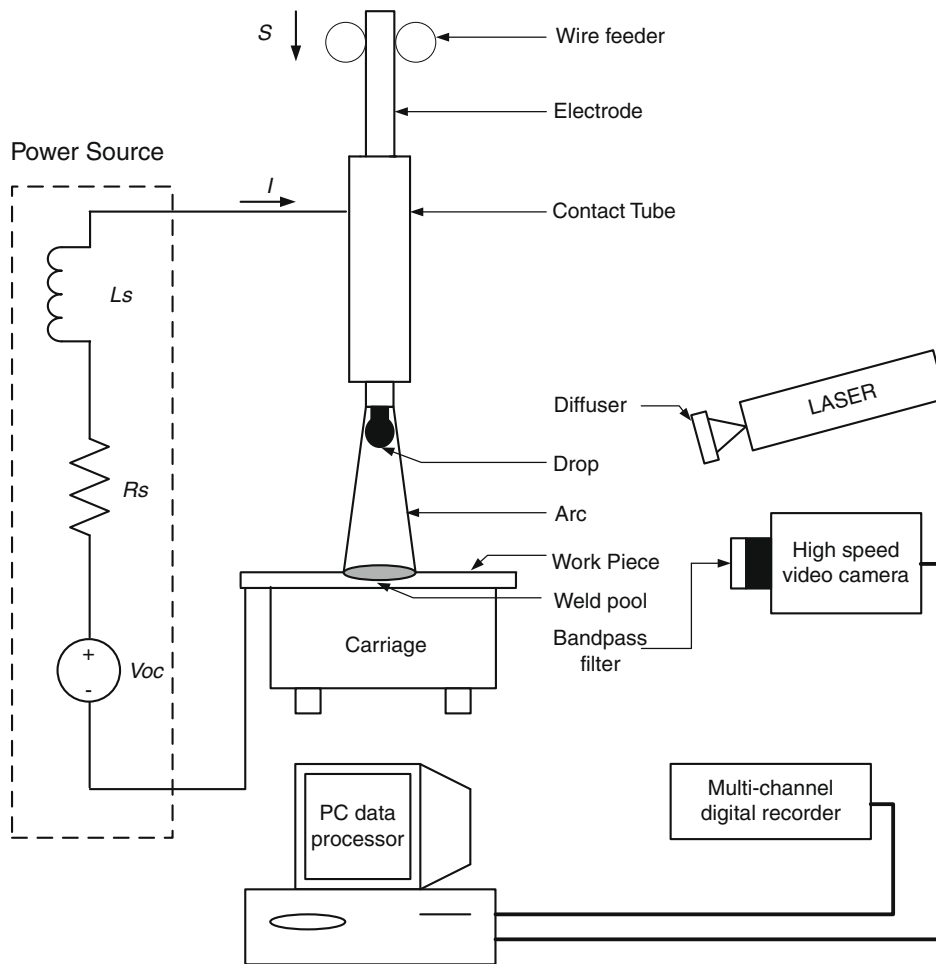 S
Wire feeder
Electrode
Power Source
I
Contact Tube
Ls
LASER
Diffuser
Drop
Rs
Arc
High speed
video camera
Work Piece
Weld pool
Bandpass
filter
Carriage
+
-
Voc
Multi-channel
digital recorder
PC data
processor